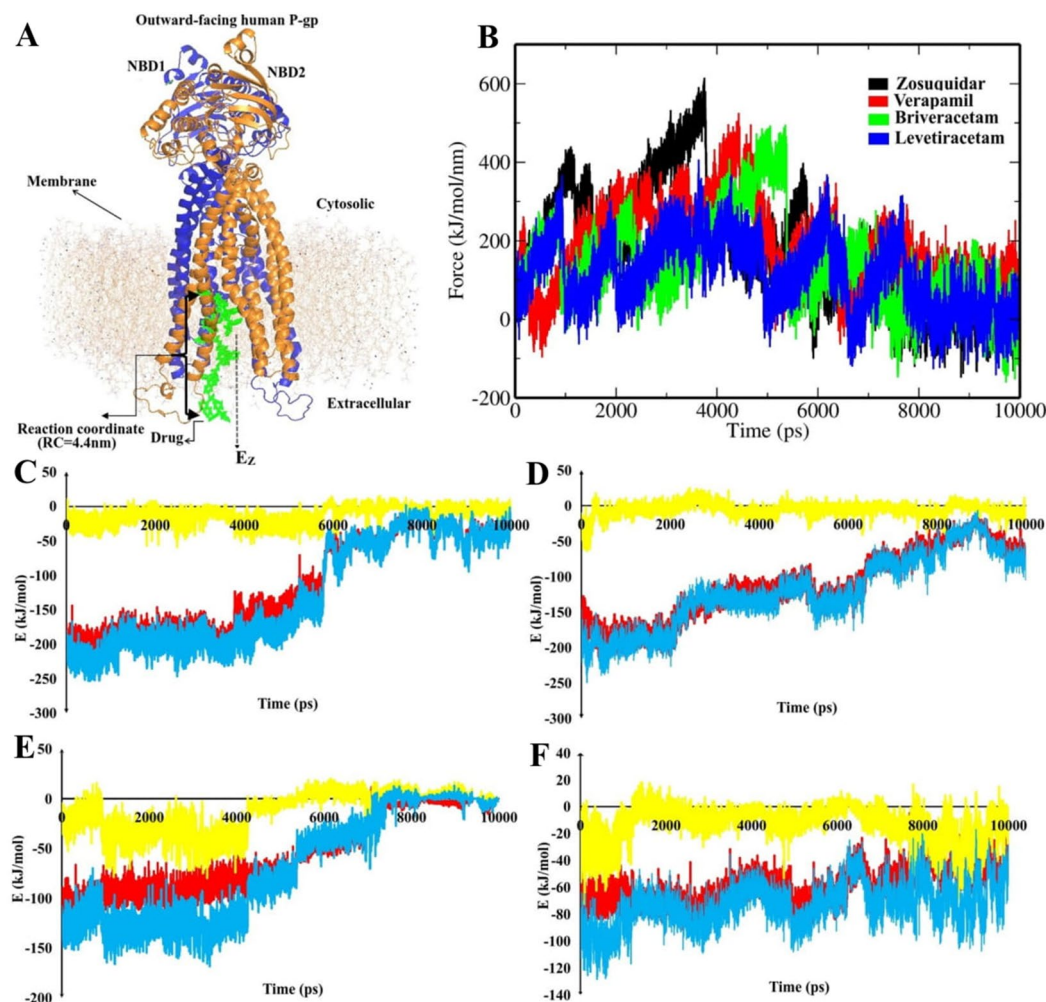 A
Outward-facing human P-gp
NBD1
NBD2
Membrane
Cytosolic
Extracellular
Reaction coordinate
(RC=4.4nm)
Drug
EZ
B
Force (kJ/mol/nm)
600
400
200
0
-200
Zosuquidar
Verapamil
Briveracetam
Levetiracetam
0 2000 4000 6000 8000 10000
Time (ps)
C
E (kJ/mol)
50
0
-50
-100
-150
-200
-250
-300
0 2000 4000 6000 8000 10000
Time (ps)
D
E (kJ/mol)
50
0
-50
-100
-150
-200
-250
-300
0 2000 4000 6000 8000 10000
Time (ps)
E
E (kJ/mol)
50
0
-50
-100
-150
-200
0 2000 4000 6000 8000 10000
Time (ps)
F
E (kJ/mol)
40
20
0
-20
-40
-60
-80
-100
-120
-140
0 2000 4000 6000 8000 10000
Time (ps)